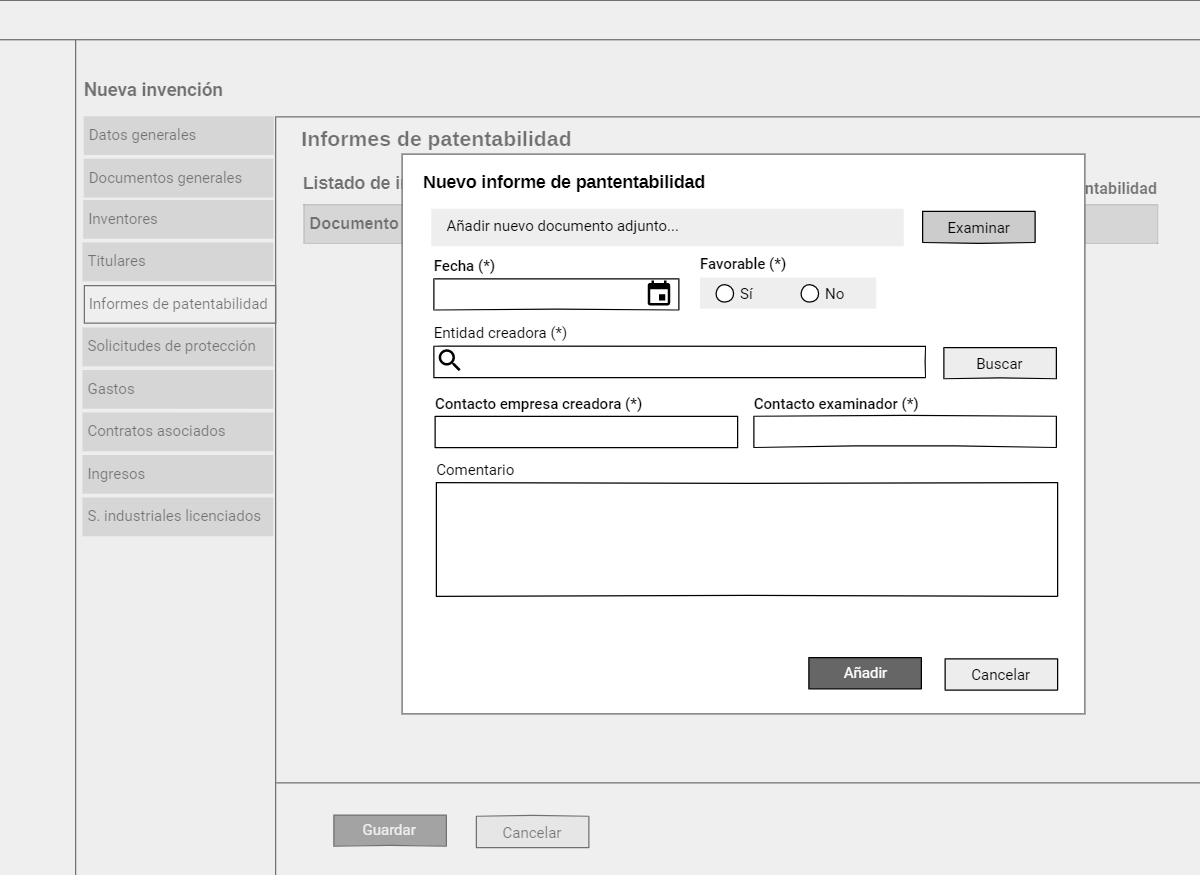 Nueva invención
Datos generales
Documentos generales
Inventores
Titulares
Informes de patentabilidad
Solicitudes de protección
Gastos
Contratos asociados
Ingresos
S. industriales licenciados
Informes de patentabilidad
Listado de
Documento
Nuevo informe de pantentabilidad
Añadir nuevo documento adjunto...
Examinar
Fecha (*)
Favorable (*)
Sí
No
Entidad creadora (*)
Buscar
Contacto empresa creadora (*)
Contacto examinador (*)
Comentario
Añadir
Cancelar
Guardar
Cancelar